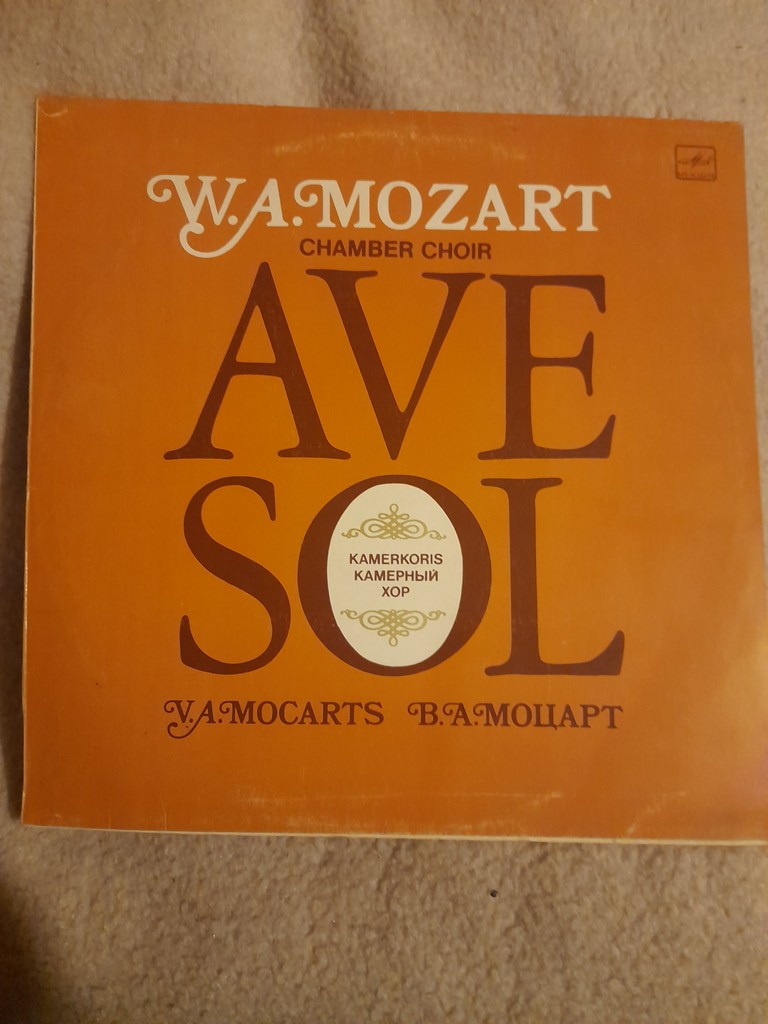 W.A.MOZART
CHAMBER CHOIR
AVE
SOL
KAMERKORIS
КАМЕРНЫЙ
ХОР
V.A.MOCARTS В.А.МОЦАРТ